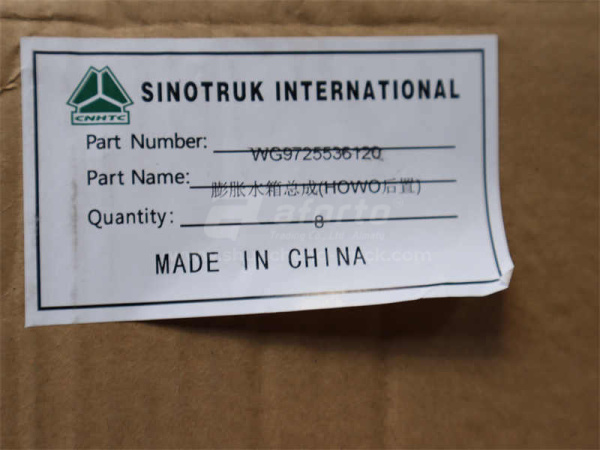 CNHTC
SINOTRUK INTERNATIONAL
Part Number: WG9725536120
Part Name: 膨胀水箱总成(HOWO后置)
Quantity: 8
MADE IN CHINA